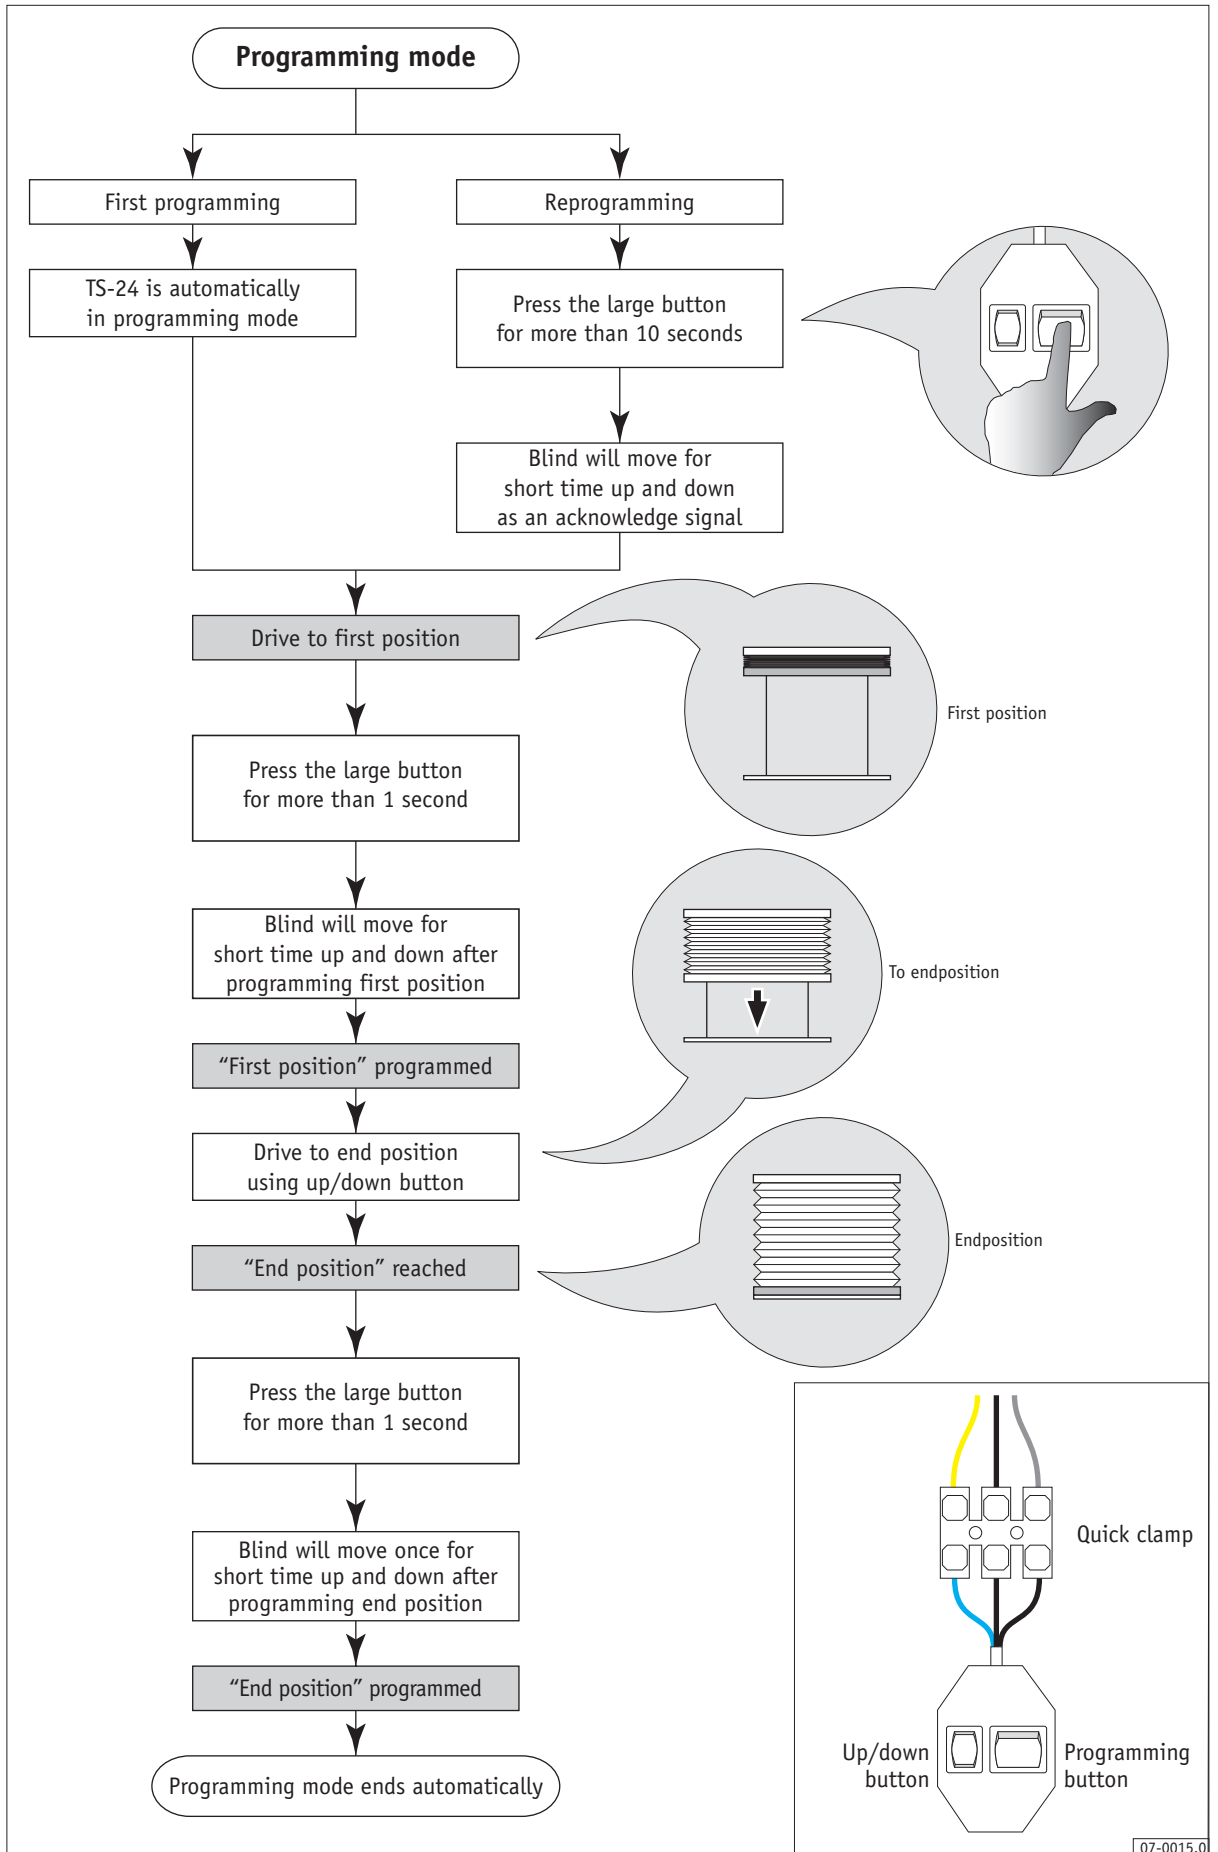 Programming mode
First programming
Reprogramming
TS-24 is automatically
in programming mode
Press the large button
for more than 10 seconds
Blind will move for
short time up and down
as an acknowledge signal
Drive to first position
First position
Press the large button
for more than 1 second
Blind will move for
short time up and down after
programming first position
To endposition
“First position” programmed
Drive to end position
using up/down button
“End position” reached
Endposition
Press the large button
for more than 1 second
Blind will move once for
short time up and down after
programming end position
“End position” programmed
Programming mode ends automatically
Quick clamp
Up/down
button
Programming
button
07-0015.0